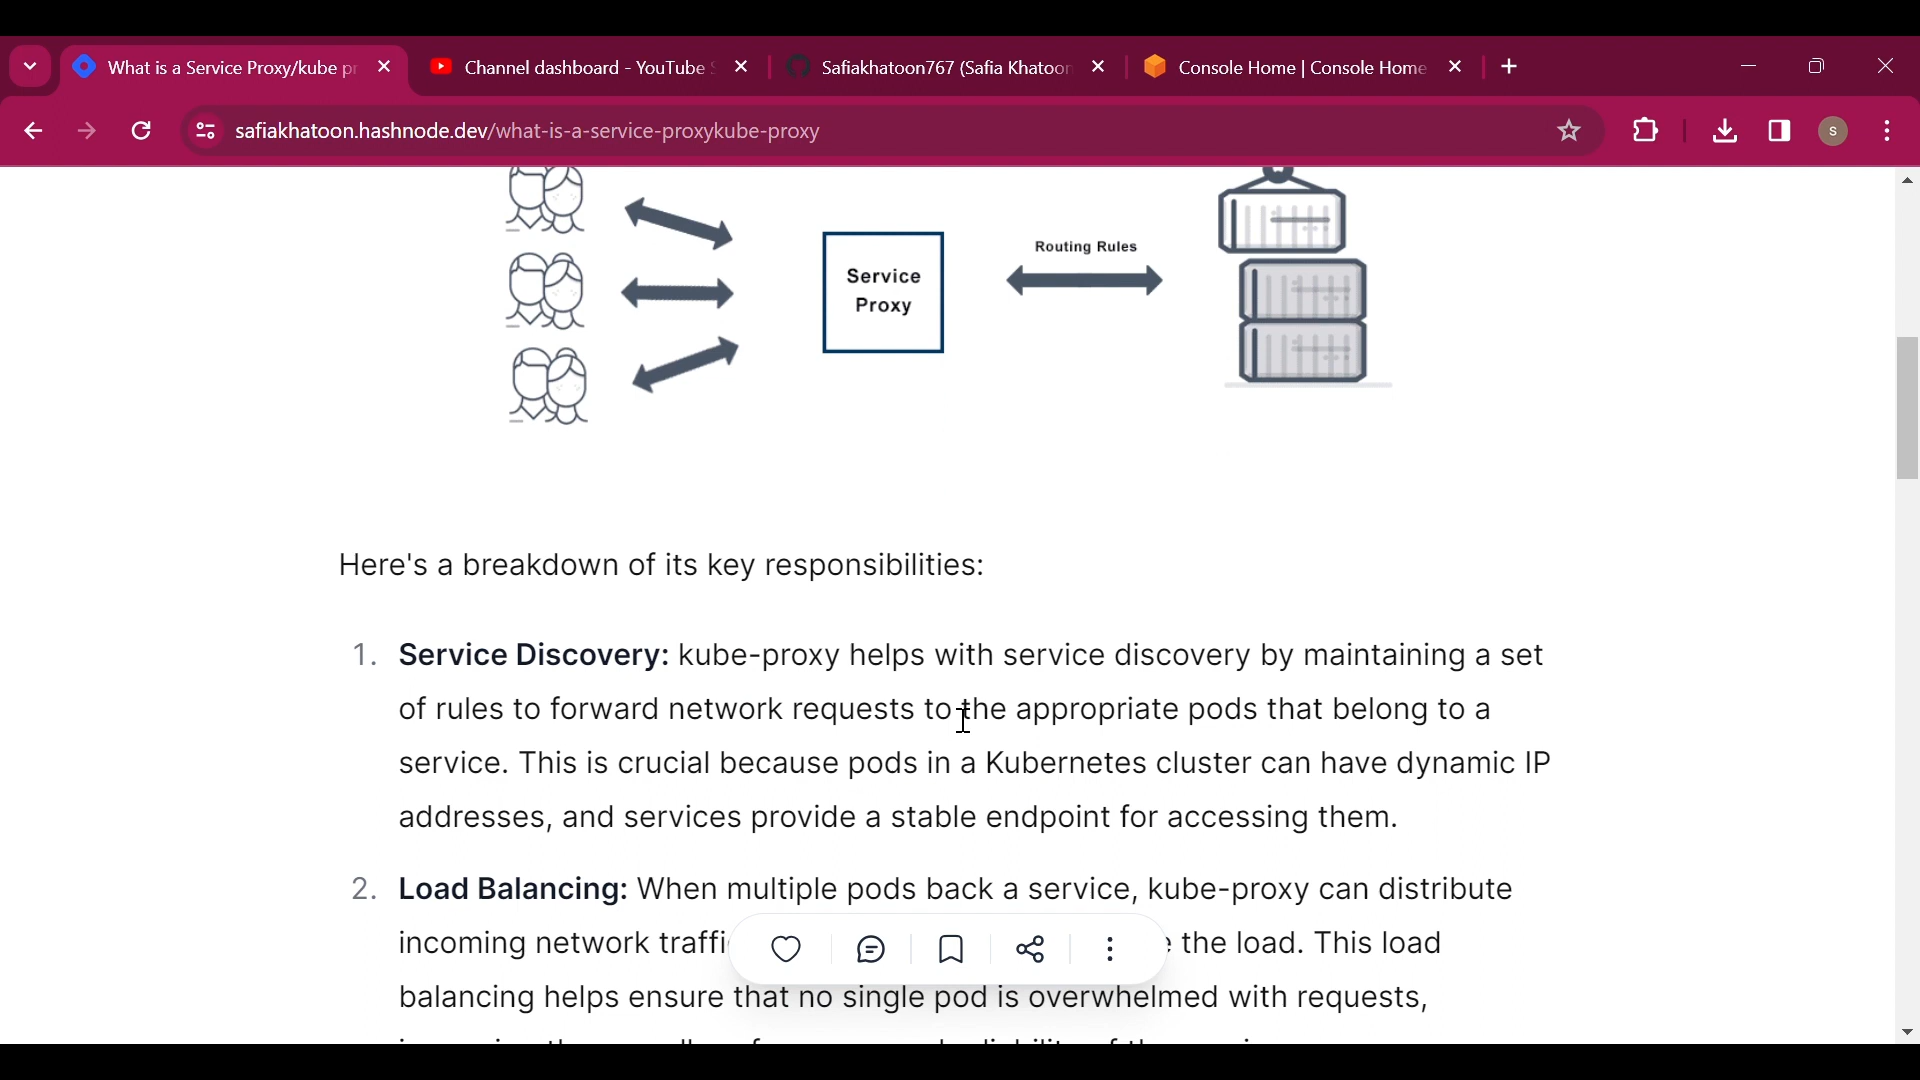 What is a Service Proxy/kube pr
Channel dashboard - YouTube S
Safiakhatoon767 (Safia Khatoon
Console Home | Console Home
safiakhatoon.hashnode.dev/what-is-a-service-proxykube-proxy
s
Routing Rules
Service
Proxy
Here's a breakdown of its key responsibilities:
1. Service Discovery: kube-proxy helps with service discovery by maintaining a set
of rules to forward network requests to the appropriate pods that belong to a
service. This is crucial because pods in a Kubernetes cluster can have dynamic IP
addresses, and services provide a stable endpoint for accessing them.
2. Load Balancing: When multiple pods back a service, kube-proxy can distribute
incoming network traffi the load. This load
balancing helps ensure that no single pod is overwhelmed with requests,